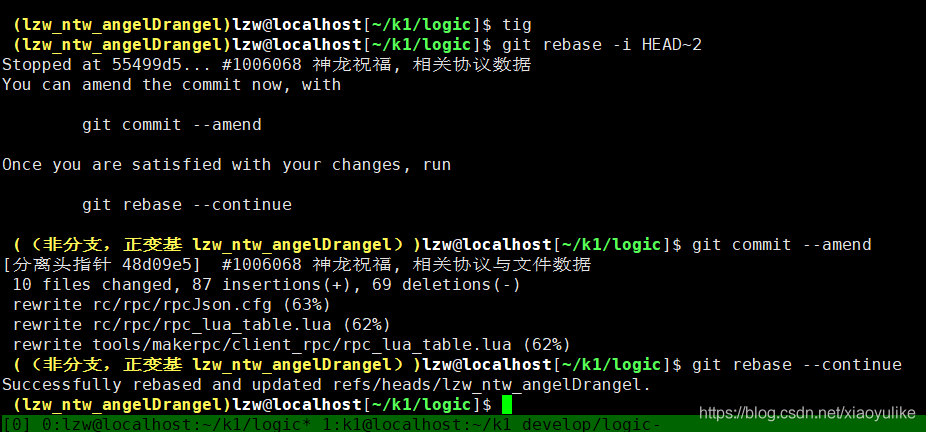 (lzw_ntw_angelDrangel)lzw@localhost[~/k1/logic]$ tig
(lzw_ntw_angelDrangel)lzw@localhost[~/k1/logic]$ git rebase -i HEAD~2
Stopped at 55499d5... #1006068 神龙祝福, 相关协议数据
You can amend the commit now, with
git commit --amend
Once you are satisfied with your changes, run
git rebase --continue
((非分支，正变基 lzw_ntw_angelDrangel）)lzw@localhost[~/k1/logic]$ git commit --amend
[分离头指针 48d09e5]  #1006068 神龙祝福, 相关协议与文件数据
10 files changed, 87 insertions(+), 69 deletions(-)
rewrite rc/rpc/rpcJson.cfg (63%)
rewrite rc/rpc/rpc_lua_table.lua (62%)
rewrite tools/makerpc/client_rpc/rpc_lua_table.lua (62%)
((非分支，正变基 lzw_ntw_angelDrangel）)lzw@localhost[~/k1/logic]$ git rebase --continue
Successfully rebased and updated refs/heads/lzw_ntw_angelDrangel.
(lzw_ntw_angelDrangel)lzw@localhost[~/k1/logic]$
https://blog.csdn.net/xiaoyulike
[0] 0:lzw@localhost:~/k1/logic* 1:k1@localhost:~/k1_develop/logic-